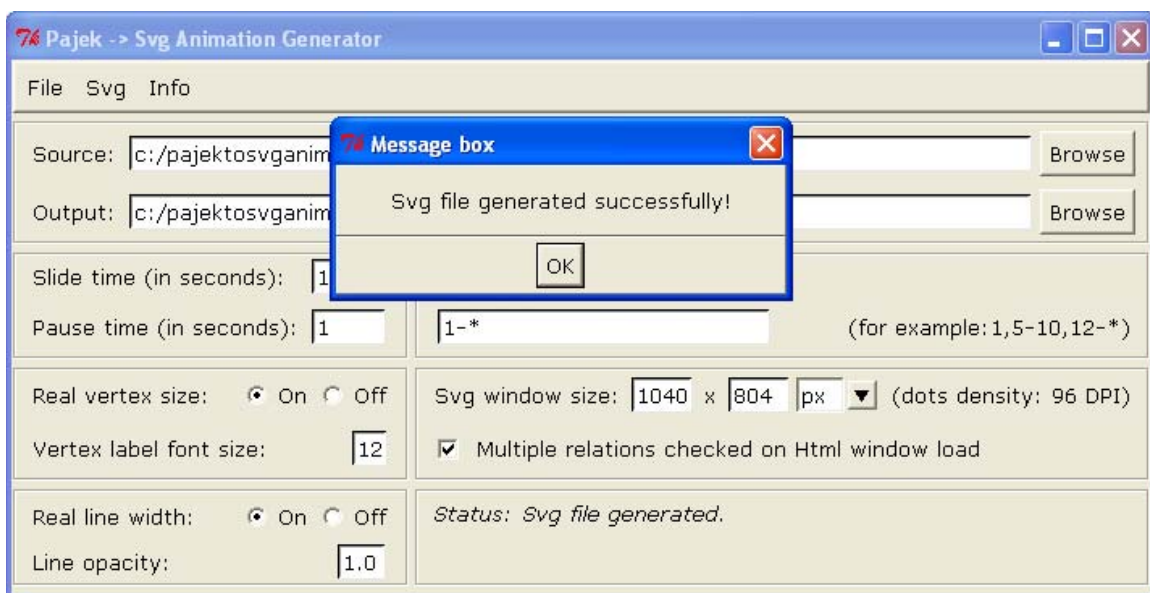 Pajek -> Svg Animation Generator
File Svg Info
Message box
Svg file generated successfully!
OK
Source: c:/pajektosvganim
Browse
Output: c:/pajektosvganim
Browse
Slide time (in seconds): 1
Pause time (in seconds): 1
1-* (for example: 1,5-10,12-*)
Real vertex size: On Off
Svg window size: 1040 x 804 px (dots density: 96 DPI)
Vertex label font size: 12
Multiple relations checked on Html window load
Real line width: On Off
Status: Svg file generated.
Line opacity: 1.0